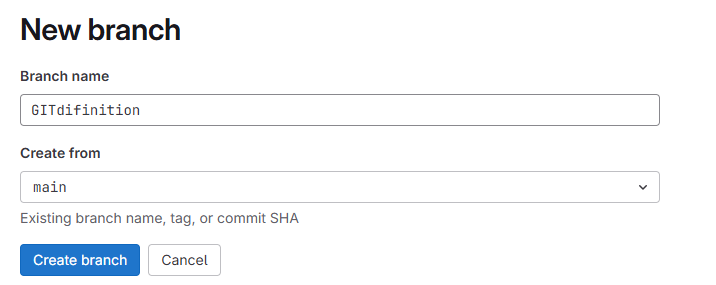 New branch
Branch name
GITdifinition
Create from
main
Existing branch name, tag, or commit SHA
Create branch Cancel